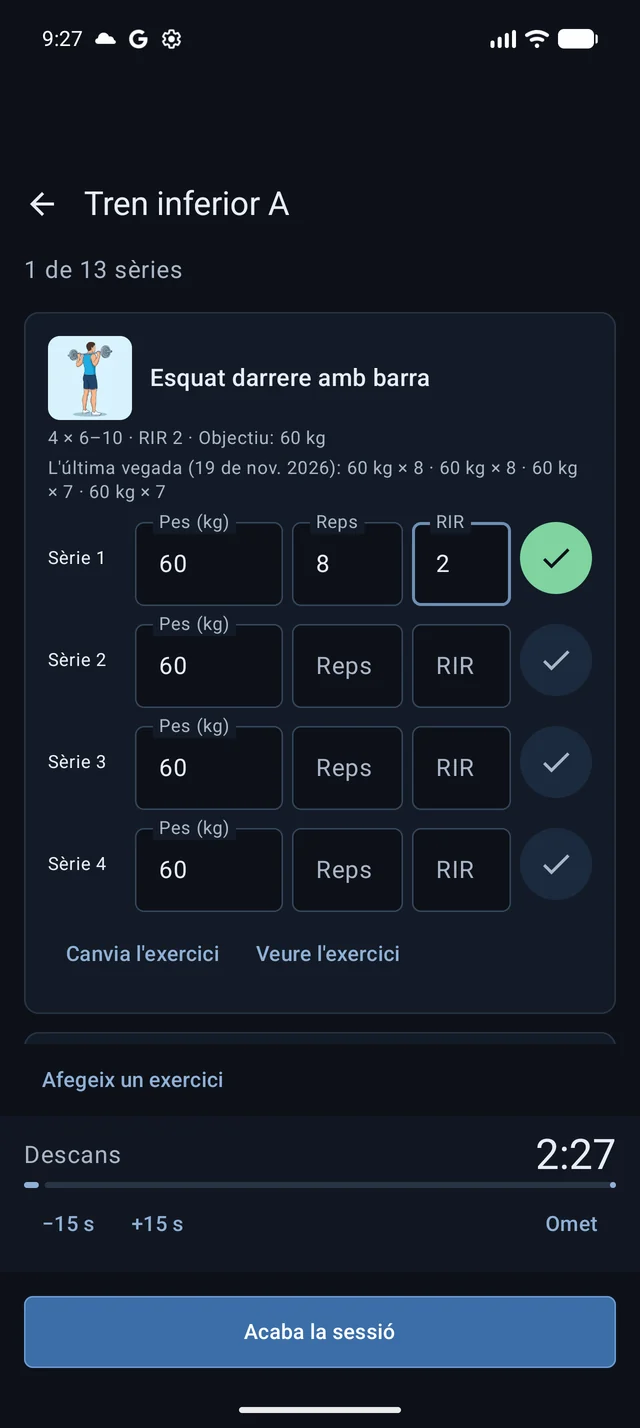 9:27
Tren inferior A
1 de 13 sèries
Esquat darrere amb barra
4 × 6–10 · RIR 2 · Objectiu: 60 kg
L'última vegada (19 de nov. 2026): 60 kg × 8 · 60 kg × 8 · 60 kg
× 7 · 60 kg × 7
Pes (kg) Reps RIR
Sèrie 1 60 8 2
Pes (kg)
Sèrie 2 60 Reps RIR
Pes (kg)
Sèrie 3 60 Reps RIR
Pes (kg)
Sèrie 4 60 Reps RIR
Canvia l'exercici Veure l'exercici
Afegeix un exercici
Descans 2:27
−15 s +15 s Omet
Acaba la sessió